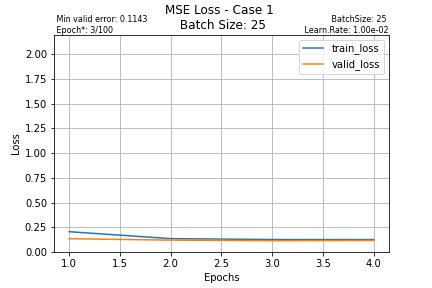 MSE Loss - Case 1
Batch Size: 25
Min valid error: 0.1143
Epoch*: 3/100
BatchSize: 25
Learn.Rate: 1.00e-02
train_loss
valid_loss
Loss
2.00
1.75
1.50
1.25
1.00
0.75
0.50
0.25
0.00
1.0 1.5 2.0 2.5 3.0 3.5 4.0
Epochs